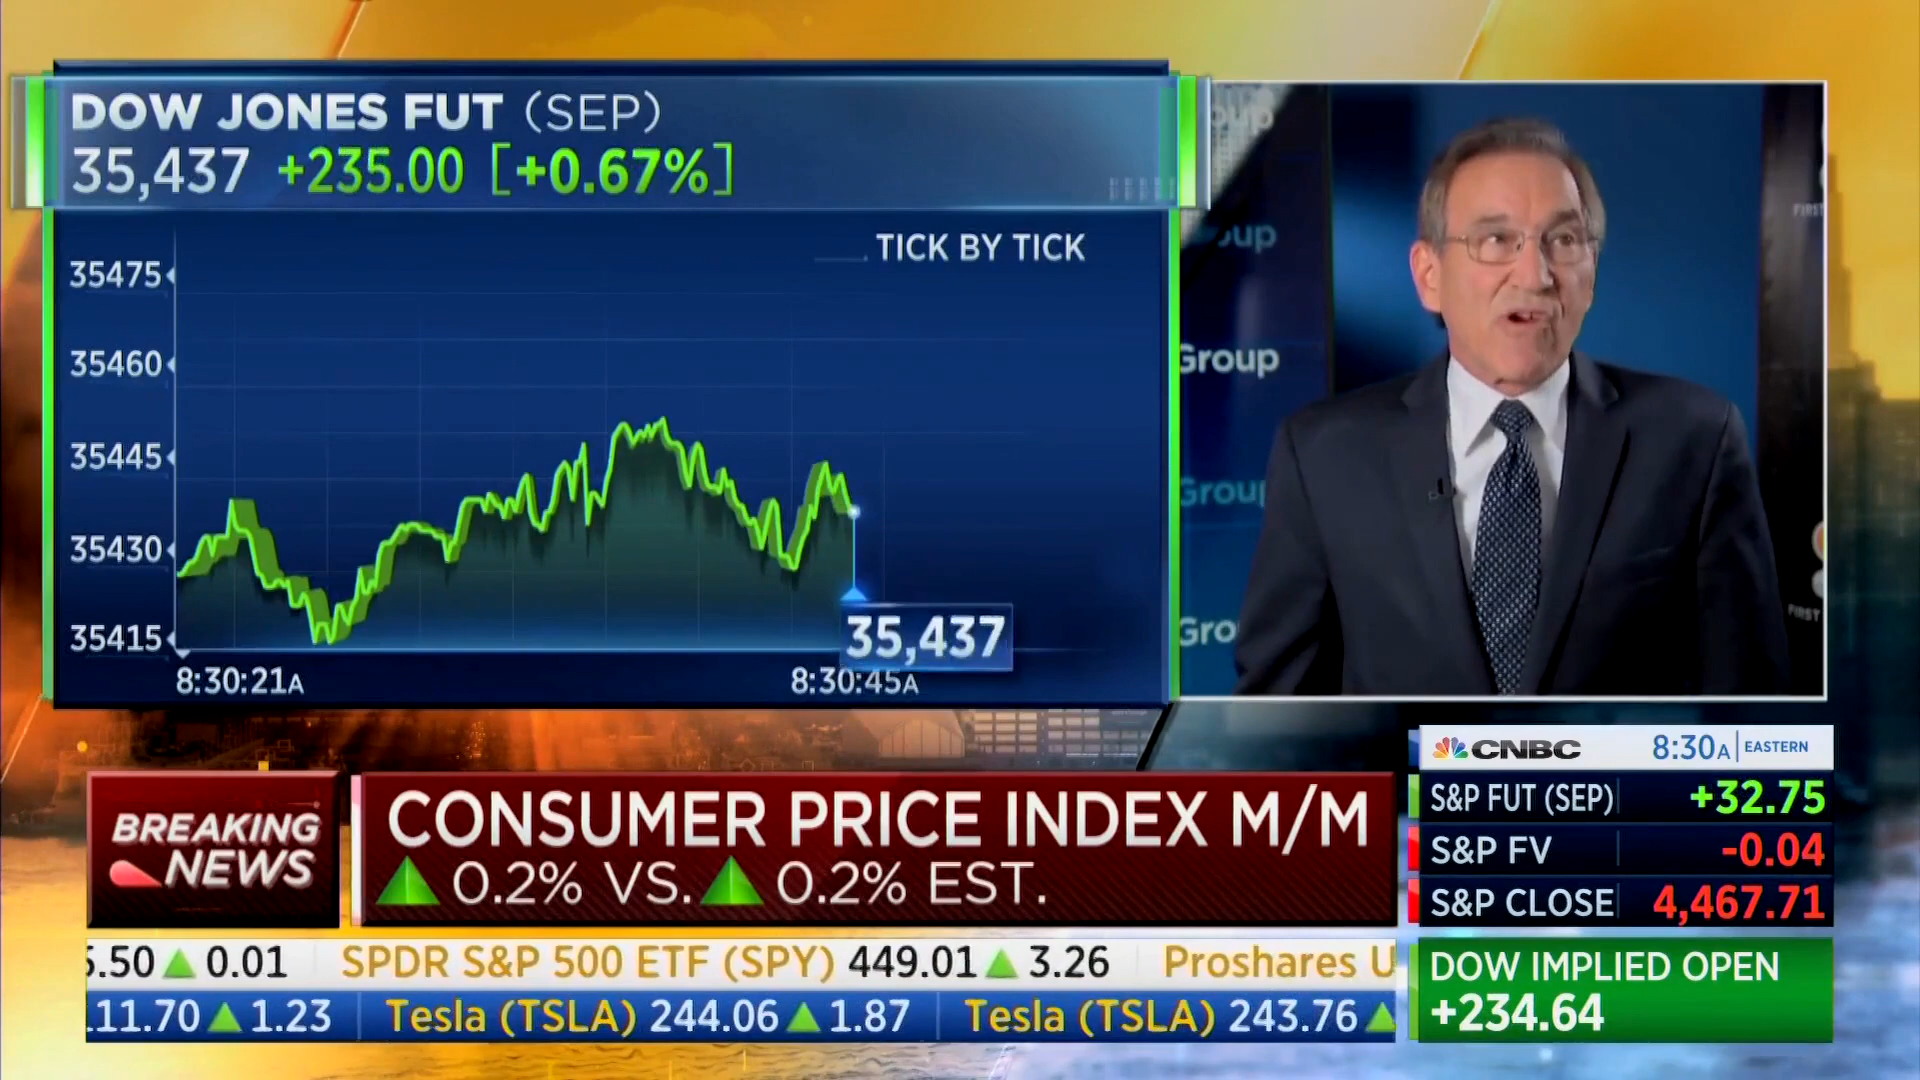 DOW JONES FUT (SEP)
35,437 +235.00 [+0.67%]
TICK BY TICK
35475
35460
35445
35430
35415
8:30:21A
8:30:45A
35,437
Group
Group
FIRST
FIRST
BREAKING
NEWS
CONSUMER PRICE INDEX M/M
▲ 0.2% VS. ▲ 0.2% EST.
5.50 ▲ 0.01 SPDR S&P 500 ETF (SPY) 449.01 ▲ 3.26 Proshares U
111.70 ▲ 1.23 Tesla (TSLA) 244.06 ▲ 1.87 Tesla (TSLA) 243.76 ▲
CNBC 8:30A EASTERN
S&P FUT (SEP) +32.75
S&P FV -0.04
S&P CLOSE 4,467.71
DOW IMPLIED OPEN
+234.64